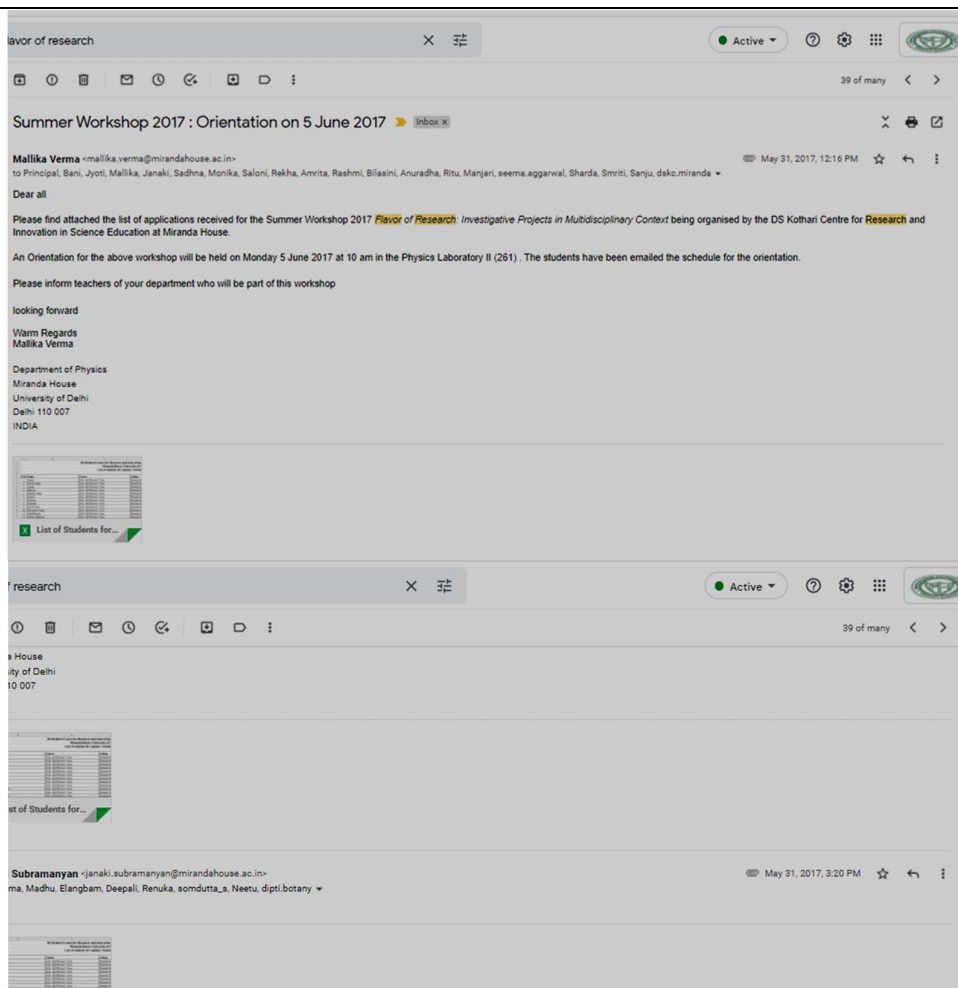 lavor of research
Active
39 of many
Summer Workshop 2017 : Orientation on 5 June 2017
Inbox x
Mallika Verma <mallika.verma@mirandahouse.ac.in>
May 31, 2017, 12:16 PM
to Principal, Bani, Jyoti, Mallika, Janaki, Sadhna, Monika, Saloni, Rekha, Amrita, Rashmi, Bilasini, Anuradha, Ritu, Manjari, seema.aggarwal, Sharda, Smriti, Sanju, dskc.miranda
Dear all
Please find attached the list of applications received for the Summer Workshop 2017 Flavor of Research: Investigative Projects in Multidisciplinary Context being organised by the DS Kothari Centre for Research and
Innovation in Science Education at Miranda House.
An Orientation for the above workshop will be held on Monday 5 June 2017 at 10 am in the Physics Laboratory II (261) . The students have been emailed the schedule for the orientation.
Please inform teachers of your department who will be part of this workshop
looking forward
Warm Regards
Mallika Verma
Department of Physics
Miranda House
University of Delhi
Delhi 110 007
INDIA
List of Students for...
f research
Active
39 of many
a House
ity of Delhi
10 007
st of Students for...
Subramanyan <janaki.subramanyan@mirandahouse.ac.in>
May 31, 2017, 3:20 PM
ma, Madhu, Elangbam, Deepali, Renuka, somdutta_s, Neetu, dipti.botany